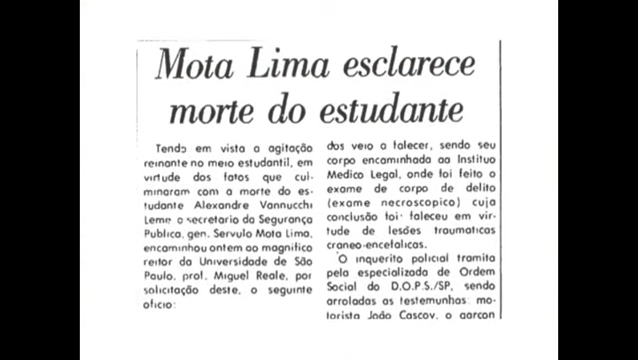 Mota Lima esclarece
morte do estudante
Tendo em vista a agitação
reinante no meio estudantil, em
virtude dos fatos que cul-
minaram com a morte do es-
tudante Alexandre Vannucchi
Leme o secretario da Segurança
Publica, gen. Servulo Mota Lima,
encaminhou ontem ao magnifico
reitor da Universidade de São
Paulo, prof. Miguel Reale, por
solicitação deste, o seguinte
oficio:
dos veio a falecer, sendo seu
corpo encaminhada ao Instituo
Medico Legal, onde foi feito o
exame de corpo de delito
(exame necroscopico) cuja
conclusão foi: faleceu em vir-
tude de lesões traumaticas
craneo-encefalicas.
O inquerito policial tramita
pela especializada de Ordem
Social do D.O.P.S./SP, sendo
arroladas as testemunhas: mo-
torista João Cascov, o garçon